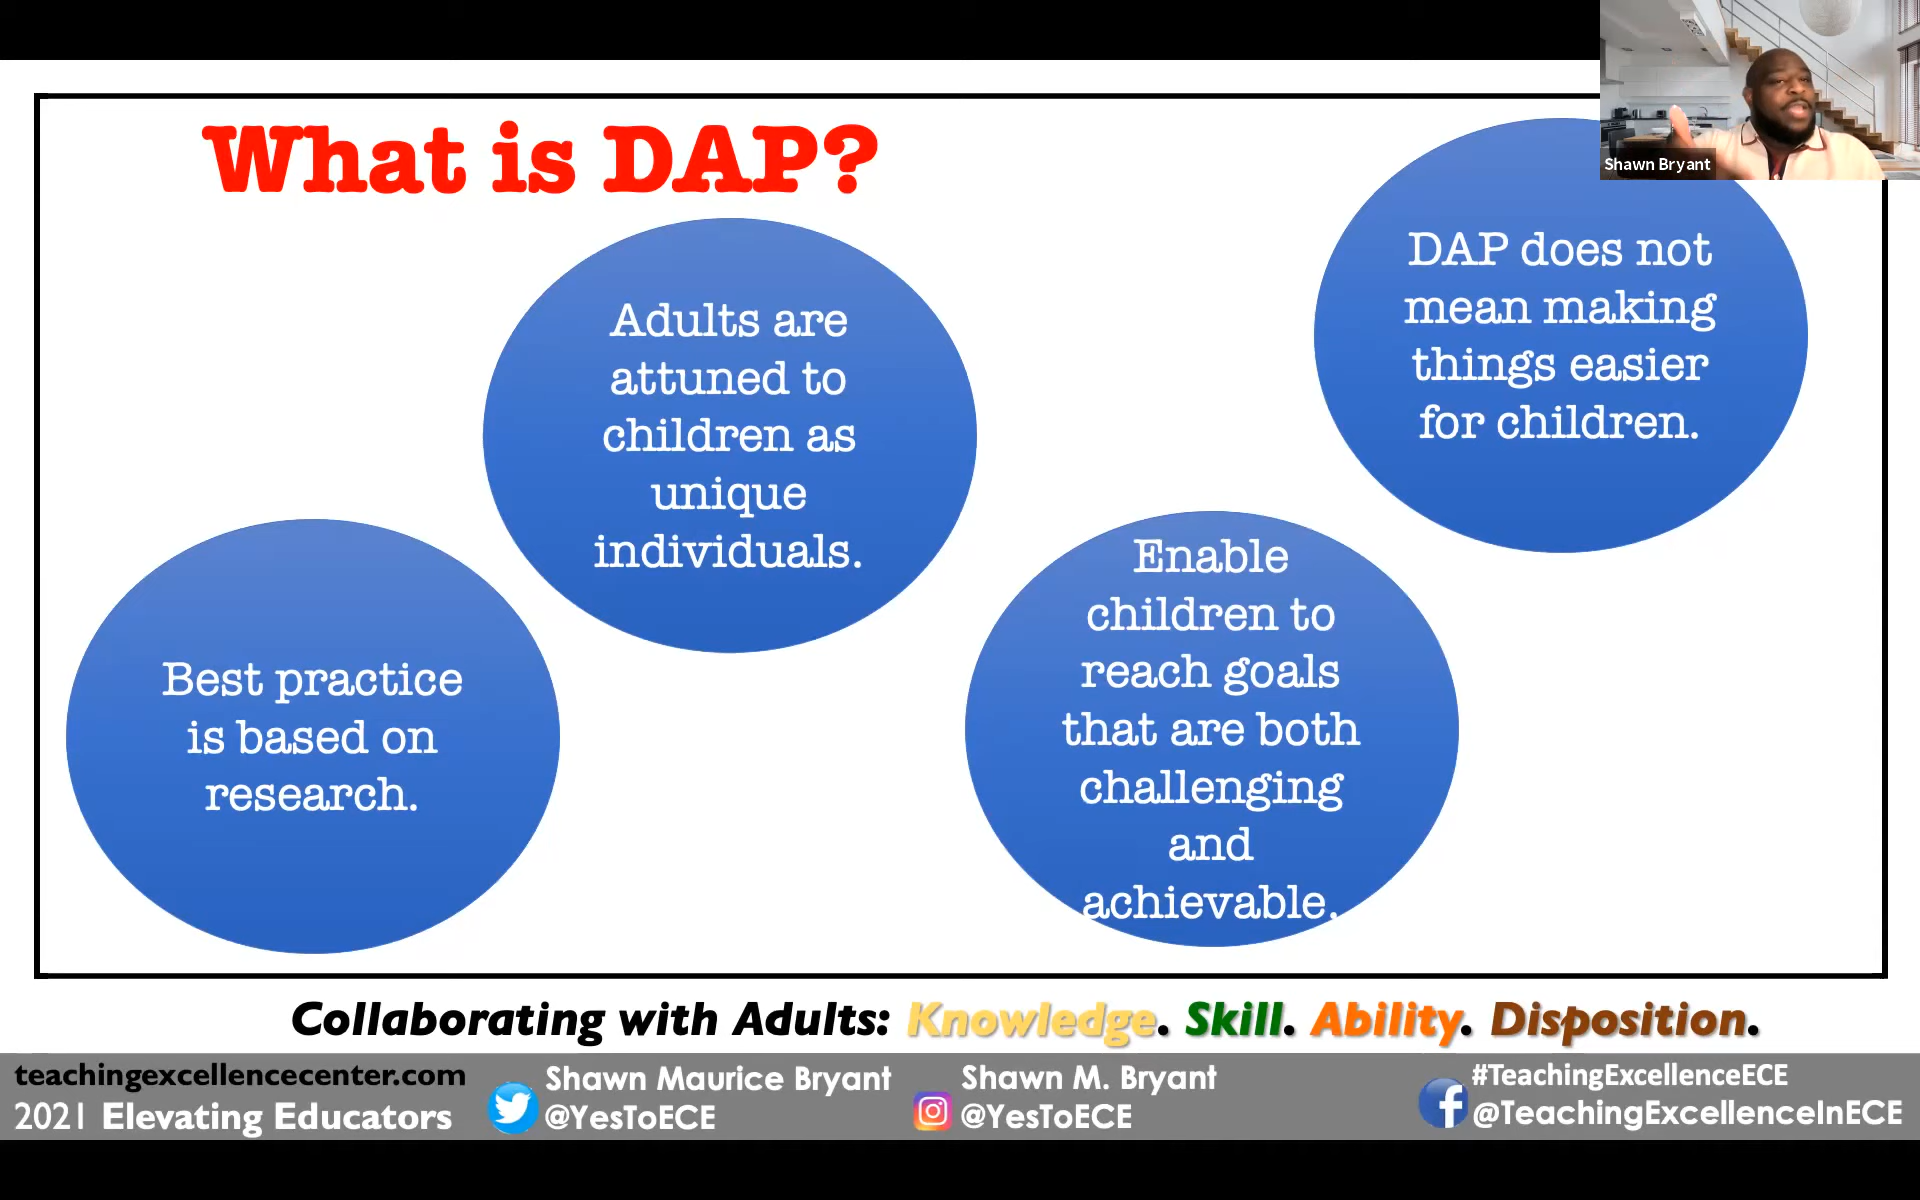 Shawn Bryant
What is DAP?
Best practice
is based on
research.
Adults are
attuned to
children as
unique
individuals.
Enable
children to
reach goals
that are both
challenging
and
achievable.
DAP does not
mean making
things easier
for children.
Collaborating with Adults: Knowledge. Skill. Ability. Disposition.
teachingexcellencecenter.com
2021 Elevating Educators
Shawn Maurice Bryant
@YesToECE
Shawn M. Bryant
@YesToECE
#TeachingExcellenceECE
@TeachingExcellenceInECE